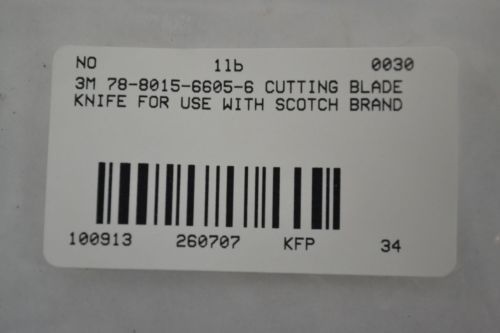 NO 11b 0030
3M 78-8015-6605-6 CUTTING BLADE
KNIFE FOR USE WITH SCOTCH BRAND
100913 260707 KFP 34